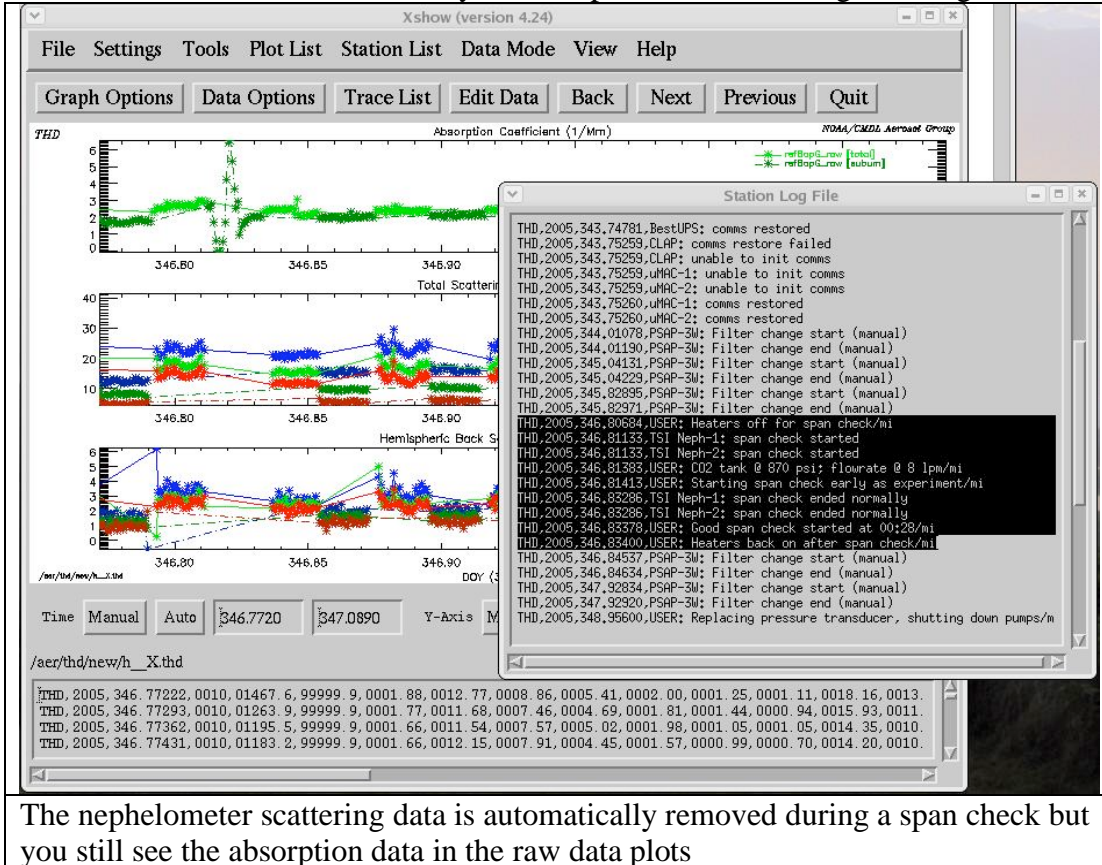 Xshow (version 4.24)
File Settings Tools Plot List Station List Data Mode View Help
Graph Options Data Options Trace List Edit Data Back Next Previous Quit
THD Absorption Coefficient (1/Mm) NOAA/CMDL Aerosol Group
refBapG_raw [total]
refBapG_raw [subum]
6
5
4
3
2
1
0
346.80 346.85 346.90
Total Scatterin
40
30
20
10
346.80 346.85 346.90
Hemispheric Back S
6
5
4
3
2
1
0
346.80 346.85 346.90
/aer/thd/new/h__X.thd DOY (
Time Manual Auto 346.7720 347.0890 Y-Axis M
/aer/thd/new/h__X.thd
THD, 2005, 346.77222, 0010, 01467.6, 99999.9, 0001.88, 0012.77, 0008.86, 0005.41, 0002.00, 0001.25, 0001.11, 0018.16, 0013.
THD, 2005, 346.77293, 0010, 01263.9, 99999.9, 0001.77, 0011.68, 0007.46, 0004.69, 0001.81, 0001.44, 0000.94, 0015.93, 0011.
THD, 2005, 346.77362, 0010, 01195.5, 99999.9, 0001.66, 0011.54, 0007.57, 0005.02, 0001.98, 0001.05, 0001.05, 0014.35, 0010.
THD, 2005, 346.77431, 0010, 01183.2, 99999.9, 0001.66, 0012.15, 0007.91, 0004.45, 0001.57, 0000.99, 0000.70, 0014.20, 0010.
Station Log File
THD,2005,343.74781,BestUPS: comms restored
THD,2005,343.75259,CLAP: comms restore failed
THD,2005,343.75259,CLAP: unable to init comms
THD,2005,343.75259,uMAC-1: unable to init comms
THD,2005,343.75259,uMAC-2: unable to init comms
THD,2005,343.75260,uMAC-1: comms restored
THD,2005,343.75260,uMAC-2: comms restored
THD,2005,344.01078,PSAP-3W: Filter change start (manual)
THD,2005,344.01190,PSAP-3W: Filter change end (manual)
THD,2005,345.04131,PSAP-3W: Filter change start (manual)
THD,2005,345.04229,PSAP-3W: Filter change end (manual)
THD,2005,345.82895,PSAP-3W: Filter change start (manual)
THD,2005,345.82971,PSAP-3W: Filter change end (manual)
THD,2005,346.80684,USER: Heaters off for span check/mi
THD,2005,346.81133,TSI Neph-1: span check started
THD,2005,346.81133,TSI Neph-2: span check started
THD,2005,346.81383,USER: CO2 tank @ 870 psi; flowrate @ 8 lpm/mi
THD,2005,346.81413,USER: Starting span check early as experiment/mi
THD,2005,346.83286,TSI Neph-1: span check ended normally
THD,2005,346.83286,TSI Neph-2: span check ended normally
THD,2005,346.83378,USER: Good span check started at 00:28/mi
THD,2005,346.83400,USER: Heaters back on after span check/mi
THD,2005,346.84537,PSAP-3W: Filter change start (manual)
THD,2005,346.84634,PSAP-3W: Filter change end (manual)
THD,2005,347.92834,PSAP-3W: Filter change start (manual)
THD,2005,347.92920,PSAP-3W: Filter change end (manual)
THD,2005,348.95600,USER: Replacing pressure transducer, shutting down pumps/m
The nephelometer scattering data is automatically removed during a span check but
you still see the absorption data in the raw data plots